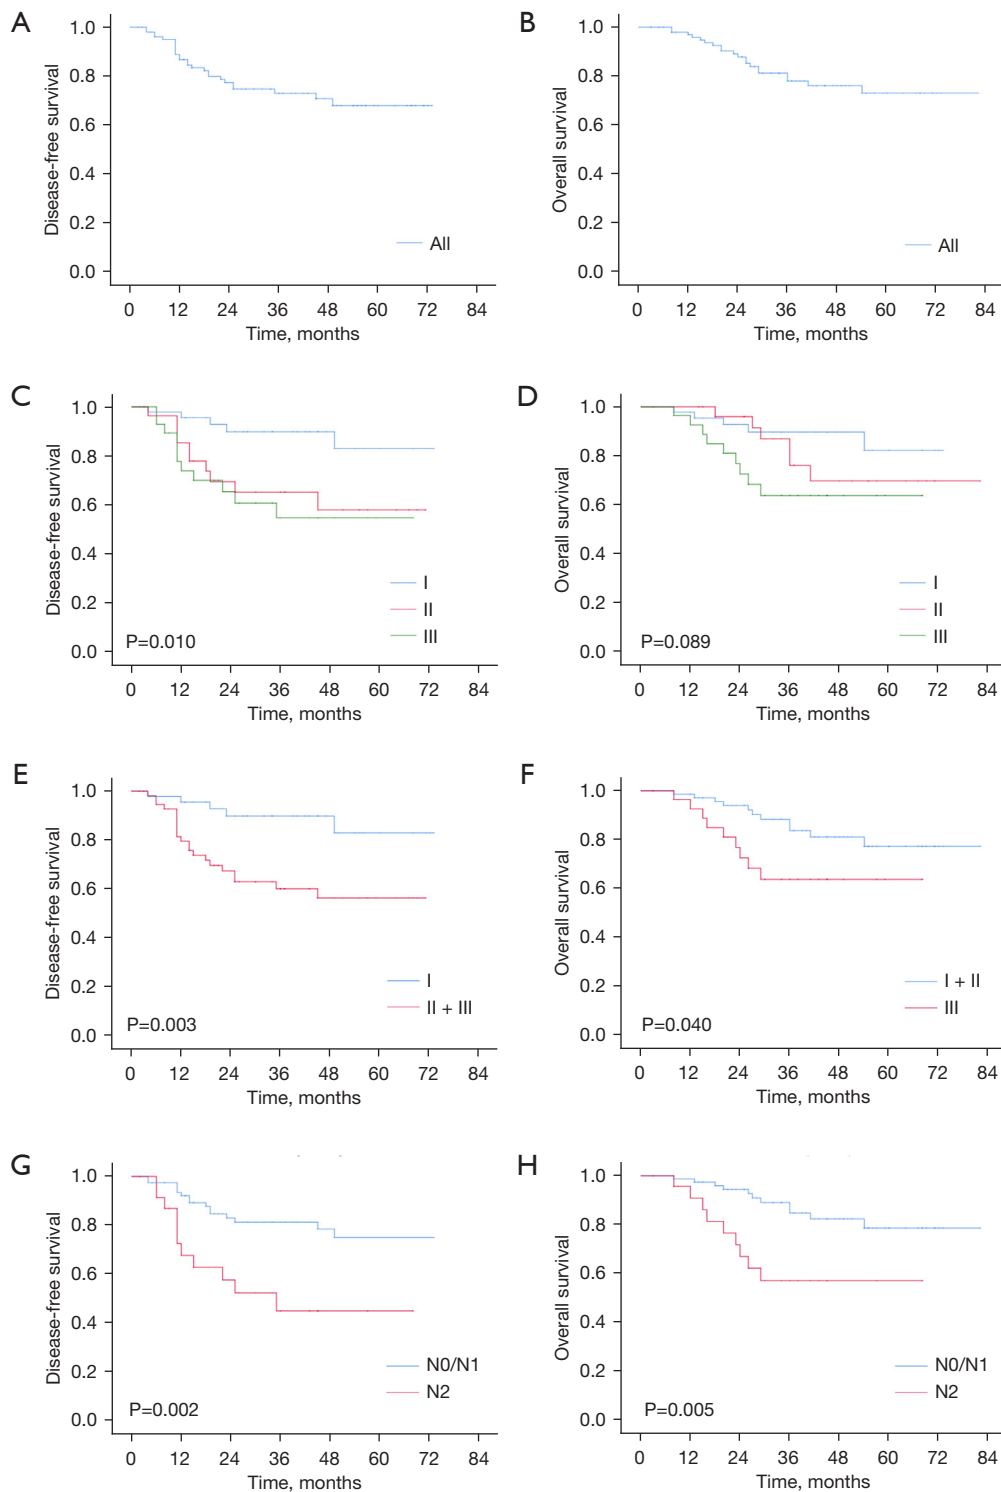 A
Disease-free survival
1.0
0.8
0.6
0.4
0.2
0.0
All
0 12 24 36 48 60 72 84
Time, months
B
Overall survival
1.0
0.8
0.6
0.4
0.2
0.0
All
0 12 24 36 48 60 72 84
Time, months
C
Disease-free survival
1.0
0.8
0.6
0.4
0.2
0.0
I
II
III
P=0.010
0 12 24 36 48 60 72 84
Time, months
D
Overall survival
1.0
0.8
0.6
0.4
0.2
0.0
I
II
III
P=0.089
0 12 24 36 48 60 72 84
Time, months
E
Disease-free survival
1.0
0.8
0.6
0.4
0.2
0.0
I
II + III
P=0.003
0 12 24 36 48 60 72 84
Time, months
F
Overall survival
1.0
0.8
0.6
0.4
0.2
0.0
I + II
III
P=0.040
0 12 24 36 48 60 72 84
Time, months
G
Disease-free survival
1.0
0.8
0.6
0.4
0.2
0.0
N0/N1
N2
P=0.002
0 12 24 36 48 60 72 84
Time, months
H
Overall survival
1.0
0.8
0.6
0.4
0.2
0.0
N0/N1
N2
P=0.005
0 12 24 36 48 60 72 84
Time, months